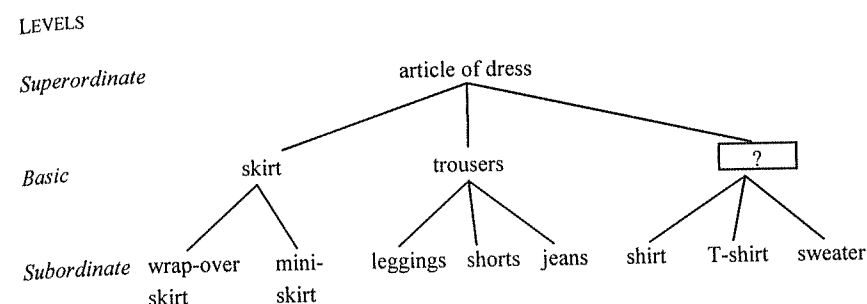 LEVELS
Superordinate
article of dress
Basic
skirt
trousers
?
Subordinate
wrap-over
skirt
mini-
skirt
leggings
shorts
jeans
shirt
T-shirt
sweater